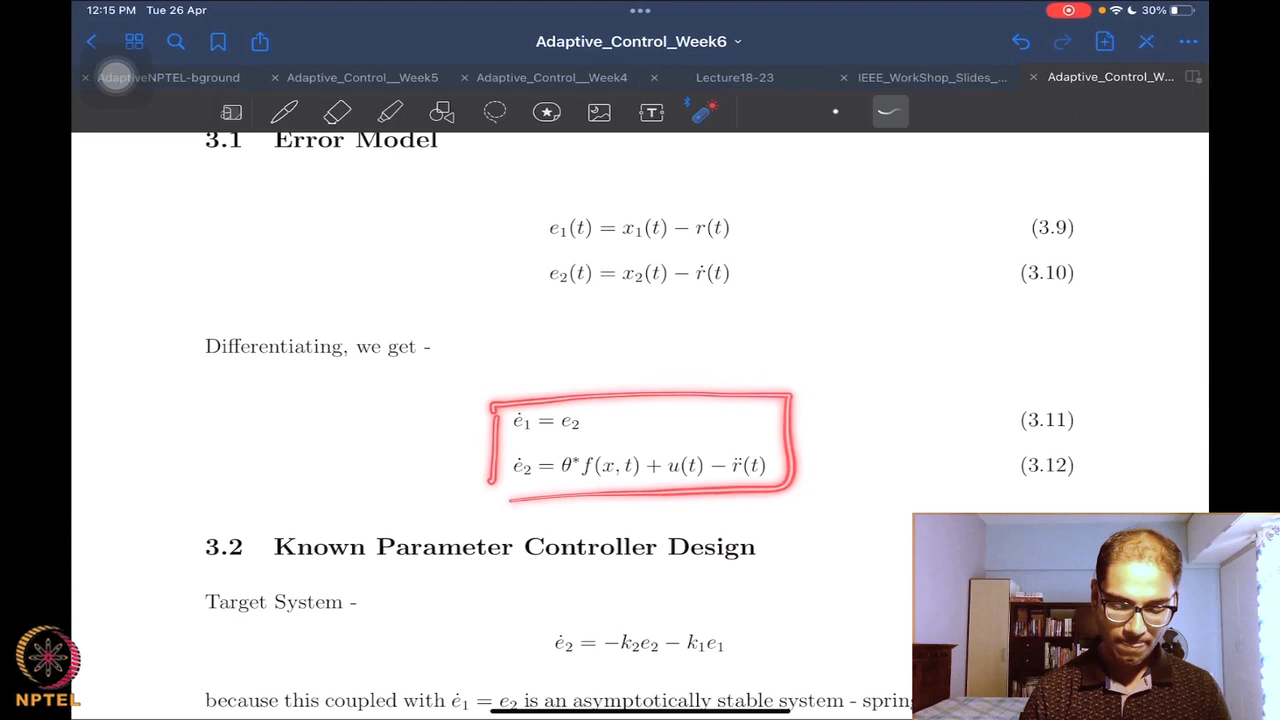 12:15 PM Tue 26 Apr
30%
Adaptive_Control_Week6
AdaptiveNPTEL-bground
Adaptive_Control__Week5
Adaptive_Control__Week4
Lecture18-23
IEEE_WorkShop_Slides_...
Adaptive_Control_W...
3.1 Error Model
e₁(t) = x₁(t) − r(t) (3.9)
e₂(t) = x₂(t) − ṙ(t) (3.10)
Differentiating, we get -
ė₁ = e₂ (3.11)
ė₂ = θ*f(x, t) + u(t) − r̈(t) (3.12)
3.2 Known Parameter Controller Design
Target System -
ė₂ = −k₂e₂ − k₁e₁
because this coupled with ė₁ = e₂ is an asymptotically stable system - spring
NPTEL